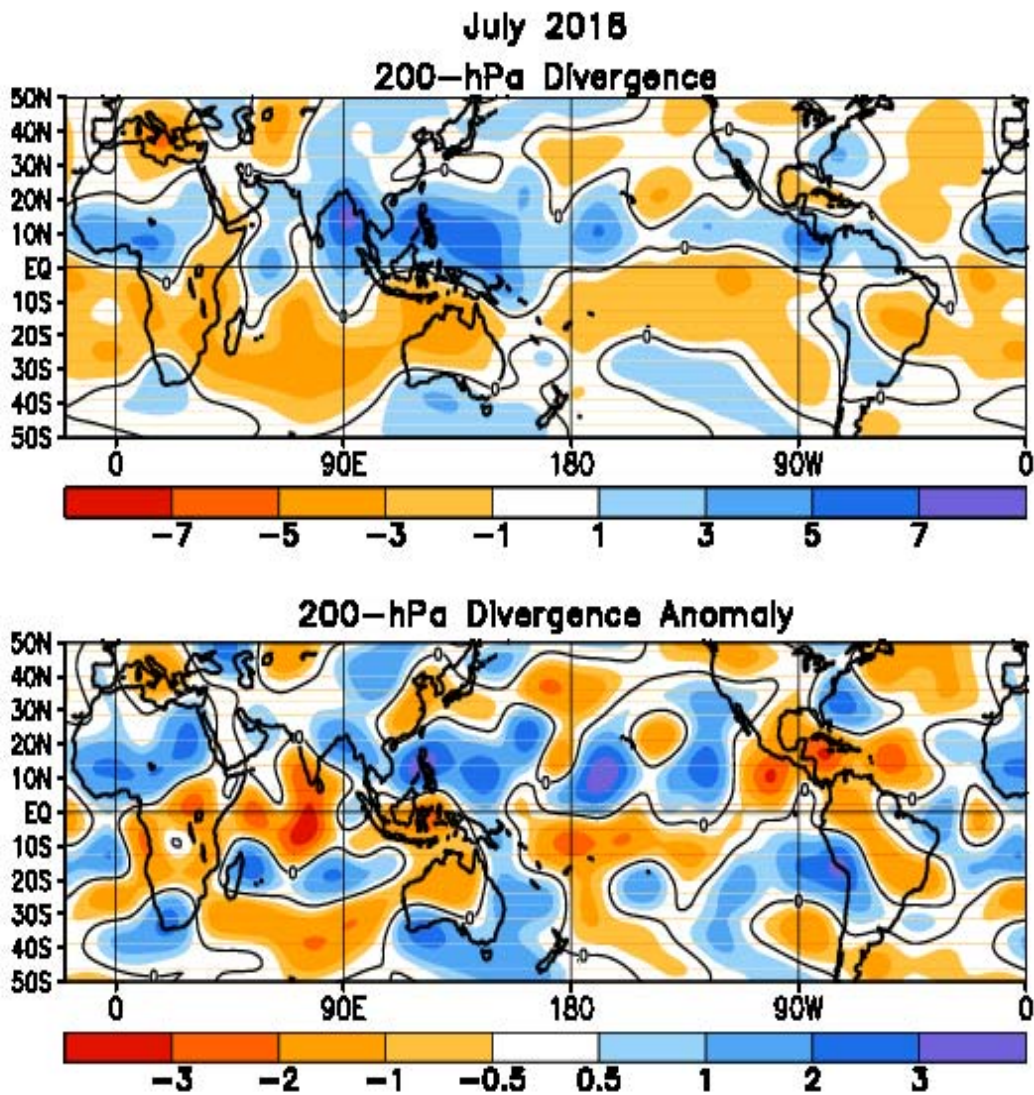 July 2018
200-hPa Divergence
50N
40N
30N
20N
10N
EQ
10S
20S
30S
40S
50S
0 90E 180 90W 0
-7 -5 -3 -1 1 3 5 7
200-hPa Divergence Anomaly
50N
40N
30N
20N
10N
EQ
10S
20S
30S
40S
50S
0 90E 180 90W 0
-3 -2 -1 -0.5 0.5 1 2 3